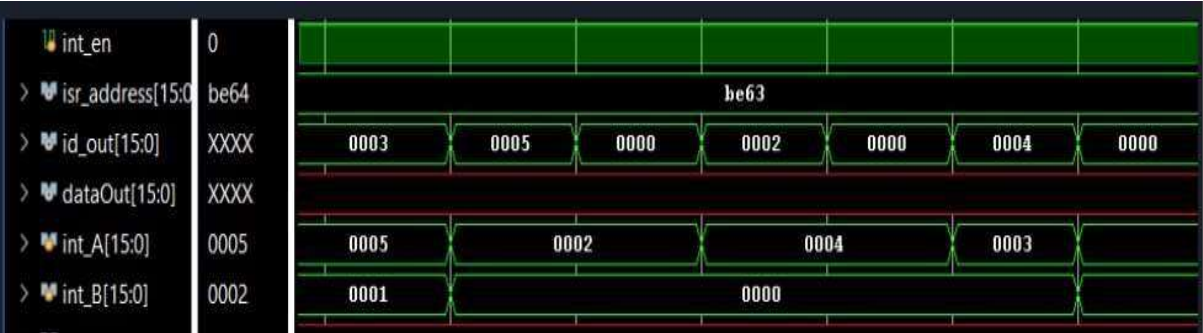 int_en 0
isr_address[15:0 be64 be63
id_out[15:0] XXXX 0003 0005 0000 0002 0000 0004 0000
dataOut[15:0] XXXX
int_A[15:0] 0005 0005 0002 0004 0003
int_B[15:0] 0002 0001 0000